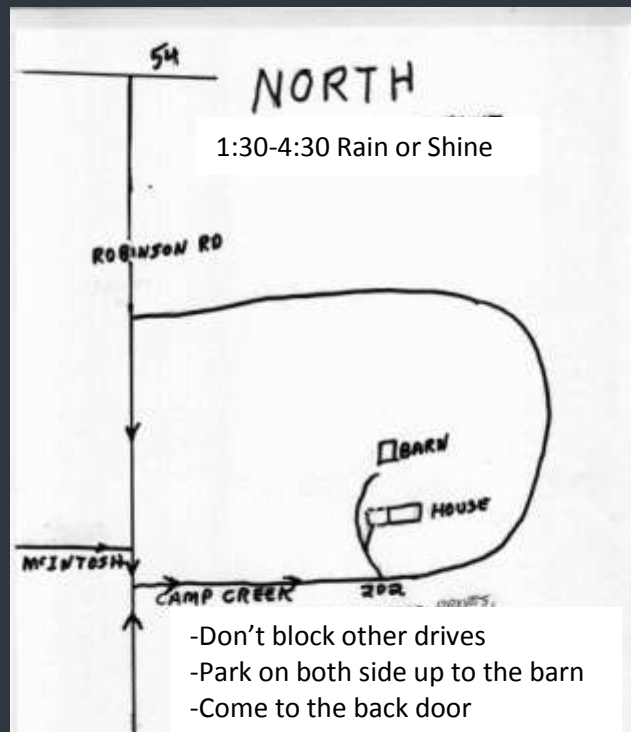 54
NORTH
1:30-4:30 Rain or Shine
ROBINSON RD
BARN
HOUSE
McINTOSH
CAMP CREEK
202
DRIVES,
-Don't block other drives
-Park on both side up to the barn
-Come to the back door